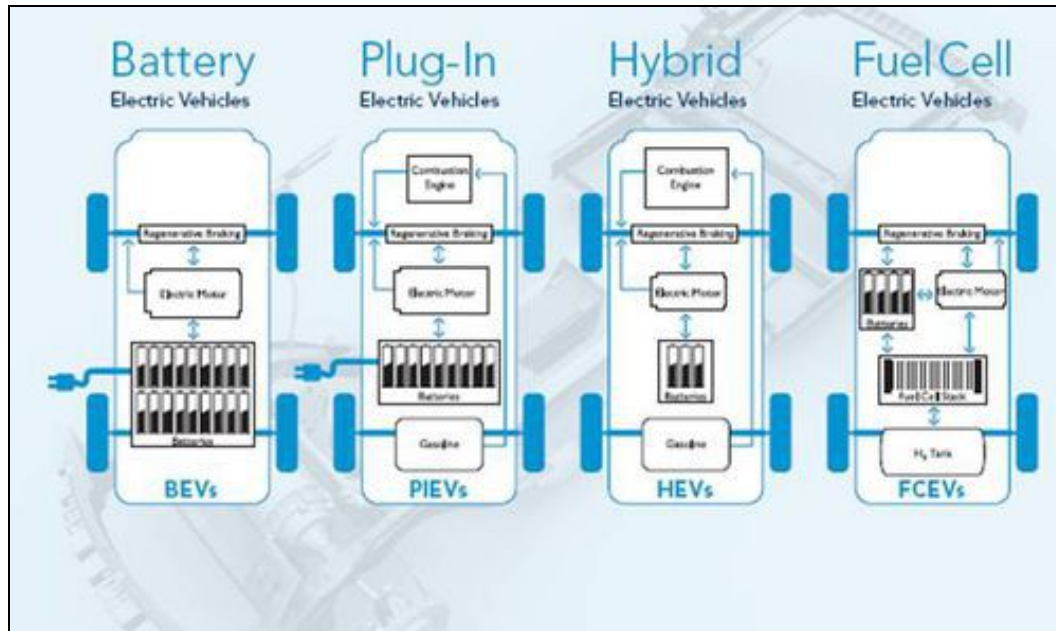 Battery
Electric Vehicles
Regenerative Braking
Electric Motor
Batteries
BEVs
Plug-In
Electric Vehicles
Combustion
Engine
Regenerative Braking
Electric Motor
Batteries
Gasoline
PIEVs
Hybrid
Electric Vehicles
Combustion
Engine
Regenerative Braking
Electric Motor
Batteries
Gasoline
HEVs
Fuel Cell
Electric Vehicles
Regenerative Braking
Electric Motor
Batteries
Fuel Cell Stack
H₂ Tank
FCEVs